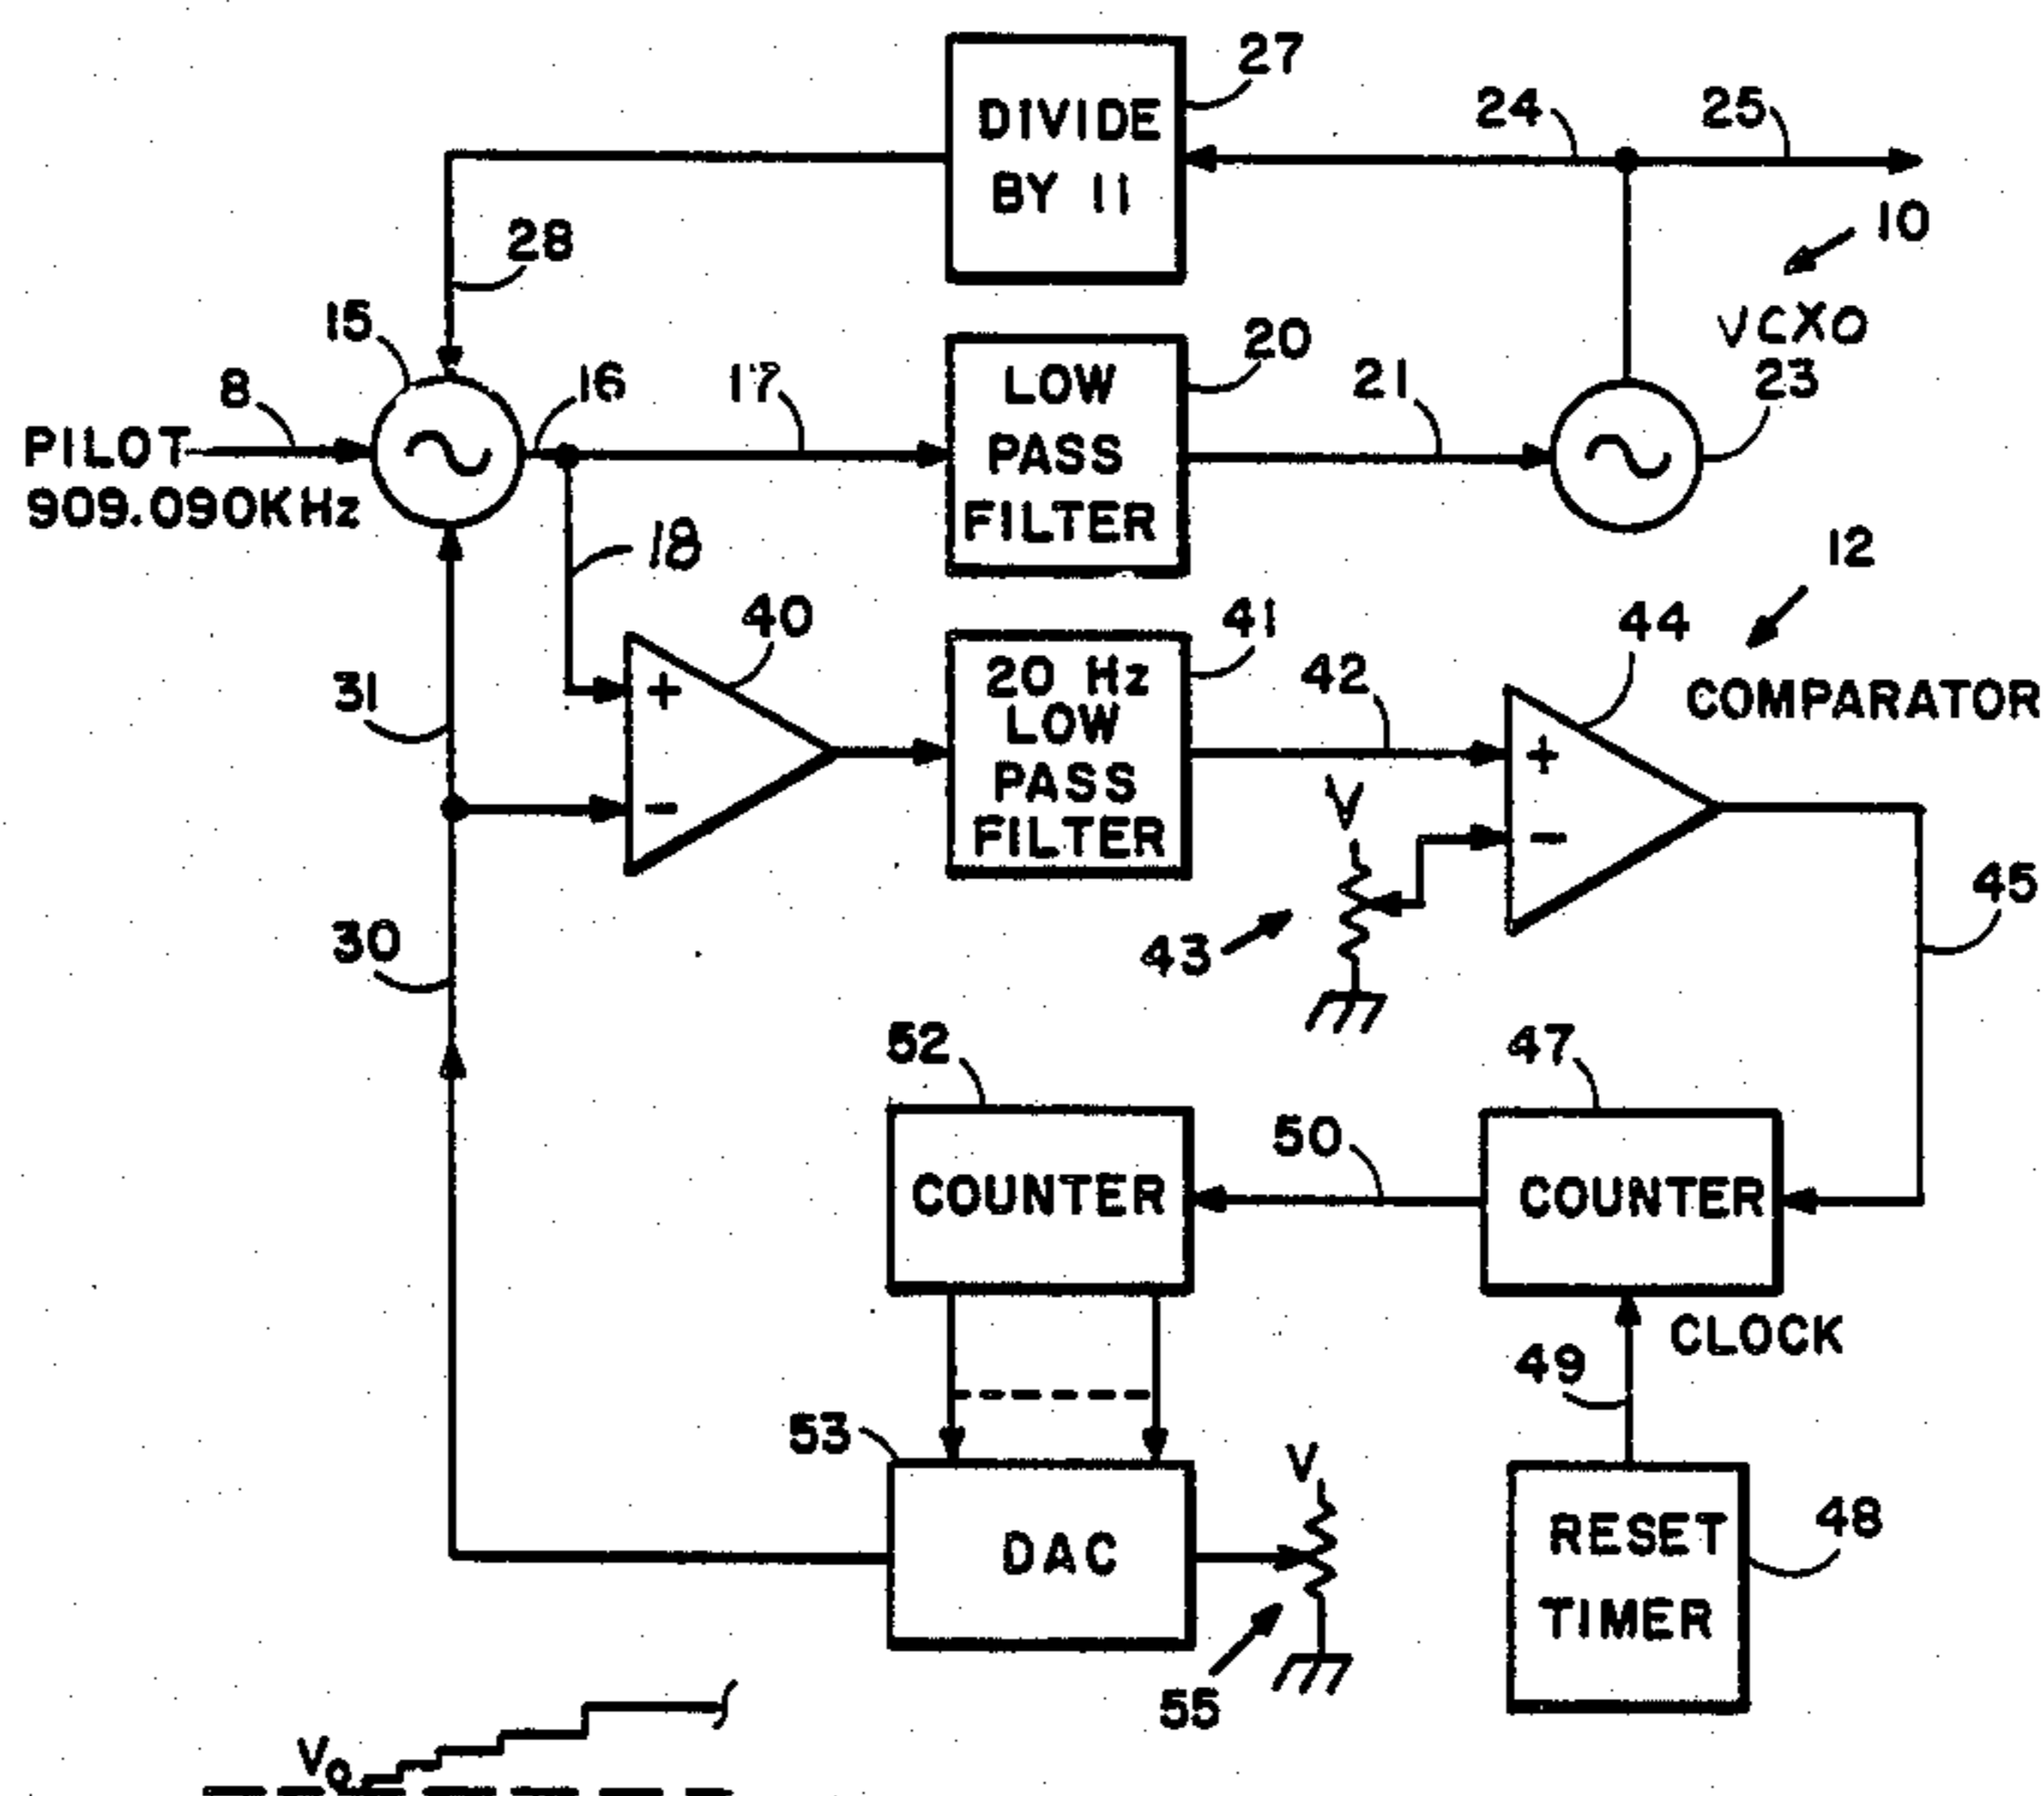 27
DIVIDE
BY 11
24
25
10
28
15
VCXO
23
8
16
17
LOW
PASS
FILTER
20
21
PILOT
909.090KHz
18
12
40
41
42
44
31
+
-
20 Hz
LOW
PASS
FILTER
COMPARATOR
V
+
-
45
30
43
52
47
50
COUNTER
COUNTER
CLOCK
49
53
V
DAC
RESET
TIMER
48
55
Vo